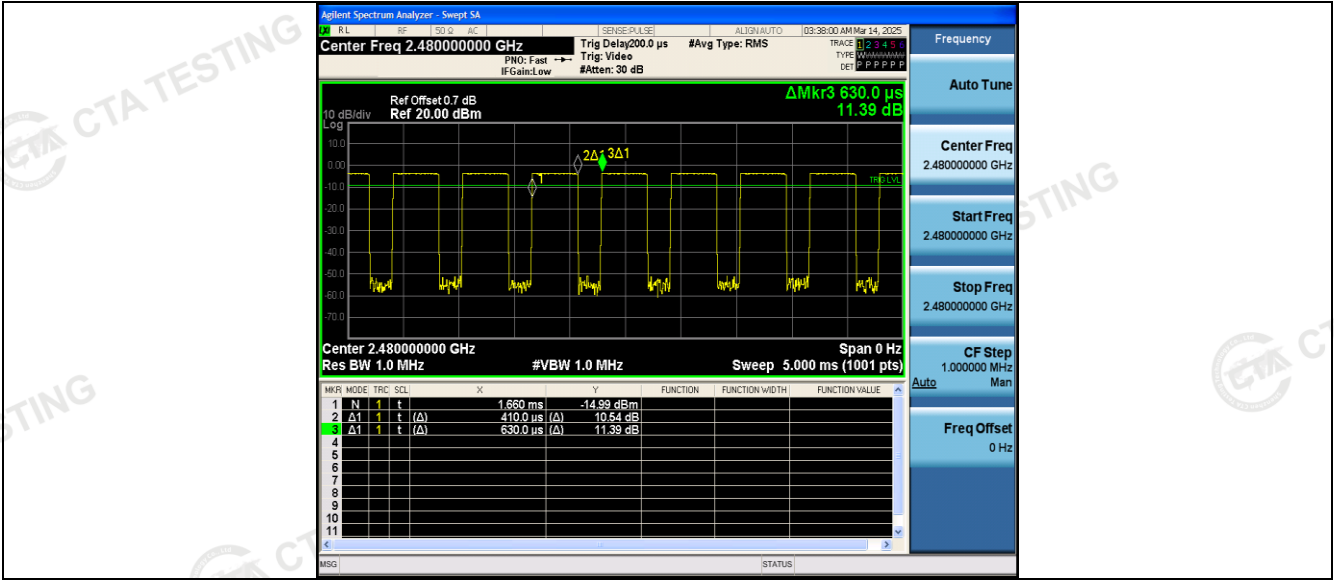 Agilent Spectrum Analyzer - Swept SA
RL RF 50 Ω AC SENSE:PULSE ALIGNAUTO 03:38:00 AM Mar 14, 2025
Center Freq 2.480000000 GHz Trig Delay200.0 µs #Avg Type: RMS TRACE 1 2 3 4 5 6
PNO: Fast Trig: Video TYPE
IFGain:Low #Atten: 30 dB DET P P P P P P
ΔMkr3 630.0 µs
11.39 dB
Ref Offset 0.7 dB
10 dB/div Ref 20.00 dBm
Log
10.0
0.00
-10.0
-20.0
-30.0
-40.0
-50.0
-60.0
-70.0
1
2Δ1
3Δ1
TRIG LVL
Center 2.480000000 GHz Span 0 Hz
Res BW 1.0 MHz #VBW 1.0 MHz Sweep 5.000 ms (1001 pts)
MKR MODE TRC SCL X Y FUNCTION FUNCTION WIDTH FUNCTION VALUE
1 N 1 t 1.660 ms -14.99 dBm
2 Δ1 1 t (Δ) 410.0 µs (Δ) 10.54 dB
3 Δ1 1 t (Δ) 630.0 µs (Δ) 11.39 dB
4
5
6
7
8
9
10
11
MSG STATUS
Frequency
Auto Tune
Center Freq
2.480000000 GHz
Start Freq
2.480000000 GHz
Stop Freq
2.480000000 GHz
CF Step
1.000000 MHz
Auto Man
Freq Offset
0 Hz
CTA TESTING
CTA
TESTING
STING
CT
CTA
C